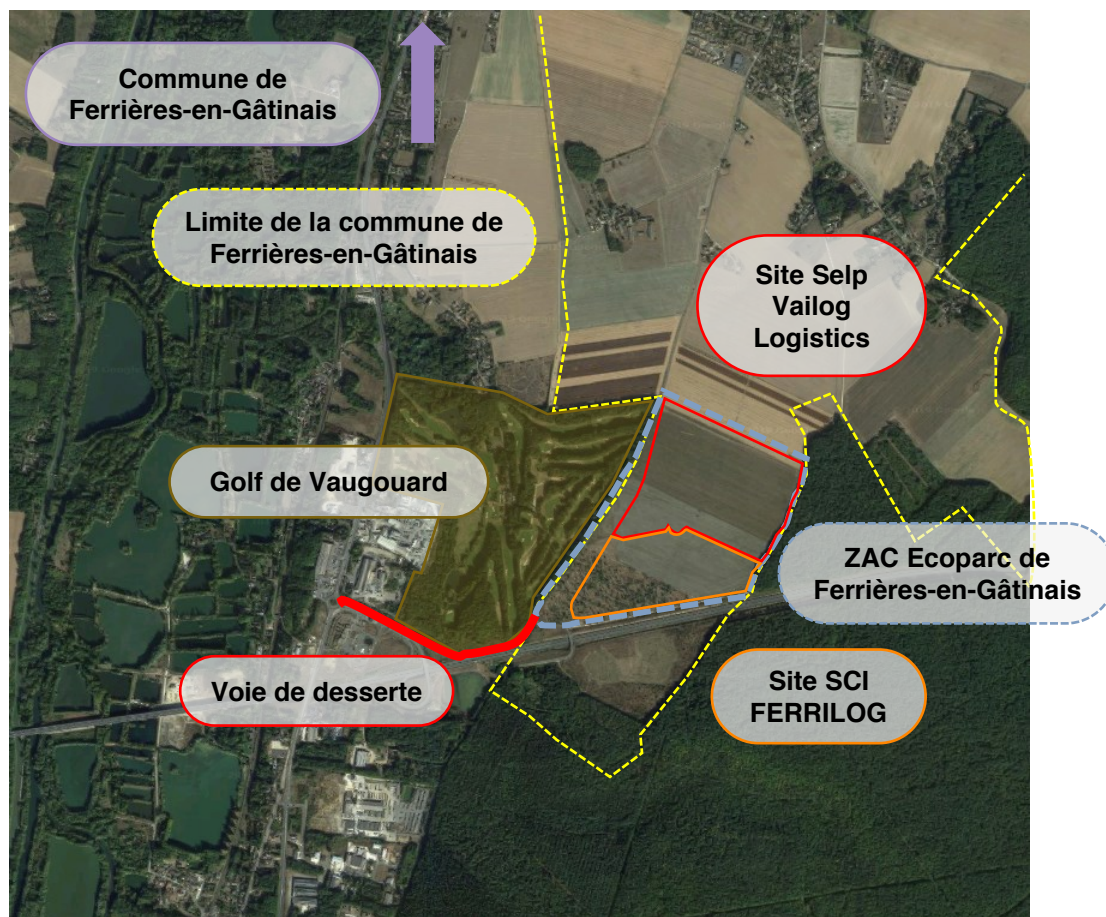 Commune de
Ferrières-en-Gâtinais
Limite de la commune de
Ferrières-en-Gâtinais
Site Selp
Vailog
Logistics
Golf de Vaugouard
ZAC Ecoparc de
Ferrières-en-Gâtinais
Voie de desserte
Site SCI
FERRILOG